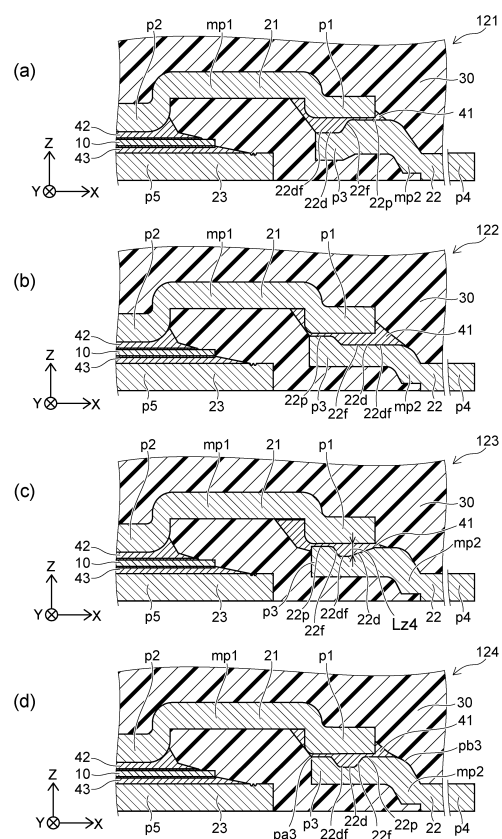 121
p2 mp1 21 p1
(a)
30
41
42
10
43
Z
Y X
p5 23 22df 22d p3 22f 22p mp2 22 p4
122
p2 mp1 21 p1
(b)
30
41
42
10
43
Z
Y X
p5 23 22p p3 22f 22d 22df mp2 22 p4
123
p2 mp1 21 p1
(c)
30
41
42
10
43
mp2
Z
Y X
p5 23 p3 22p 22f 22df 22d Lz4 22 p4
124
p2 mp1 21 p1
(d)
30
41
42
pb3
10
43
mp2
Z
Y X
p5 23 pa3 p3 22df 22d 22f 22p 22 p4